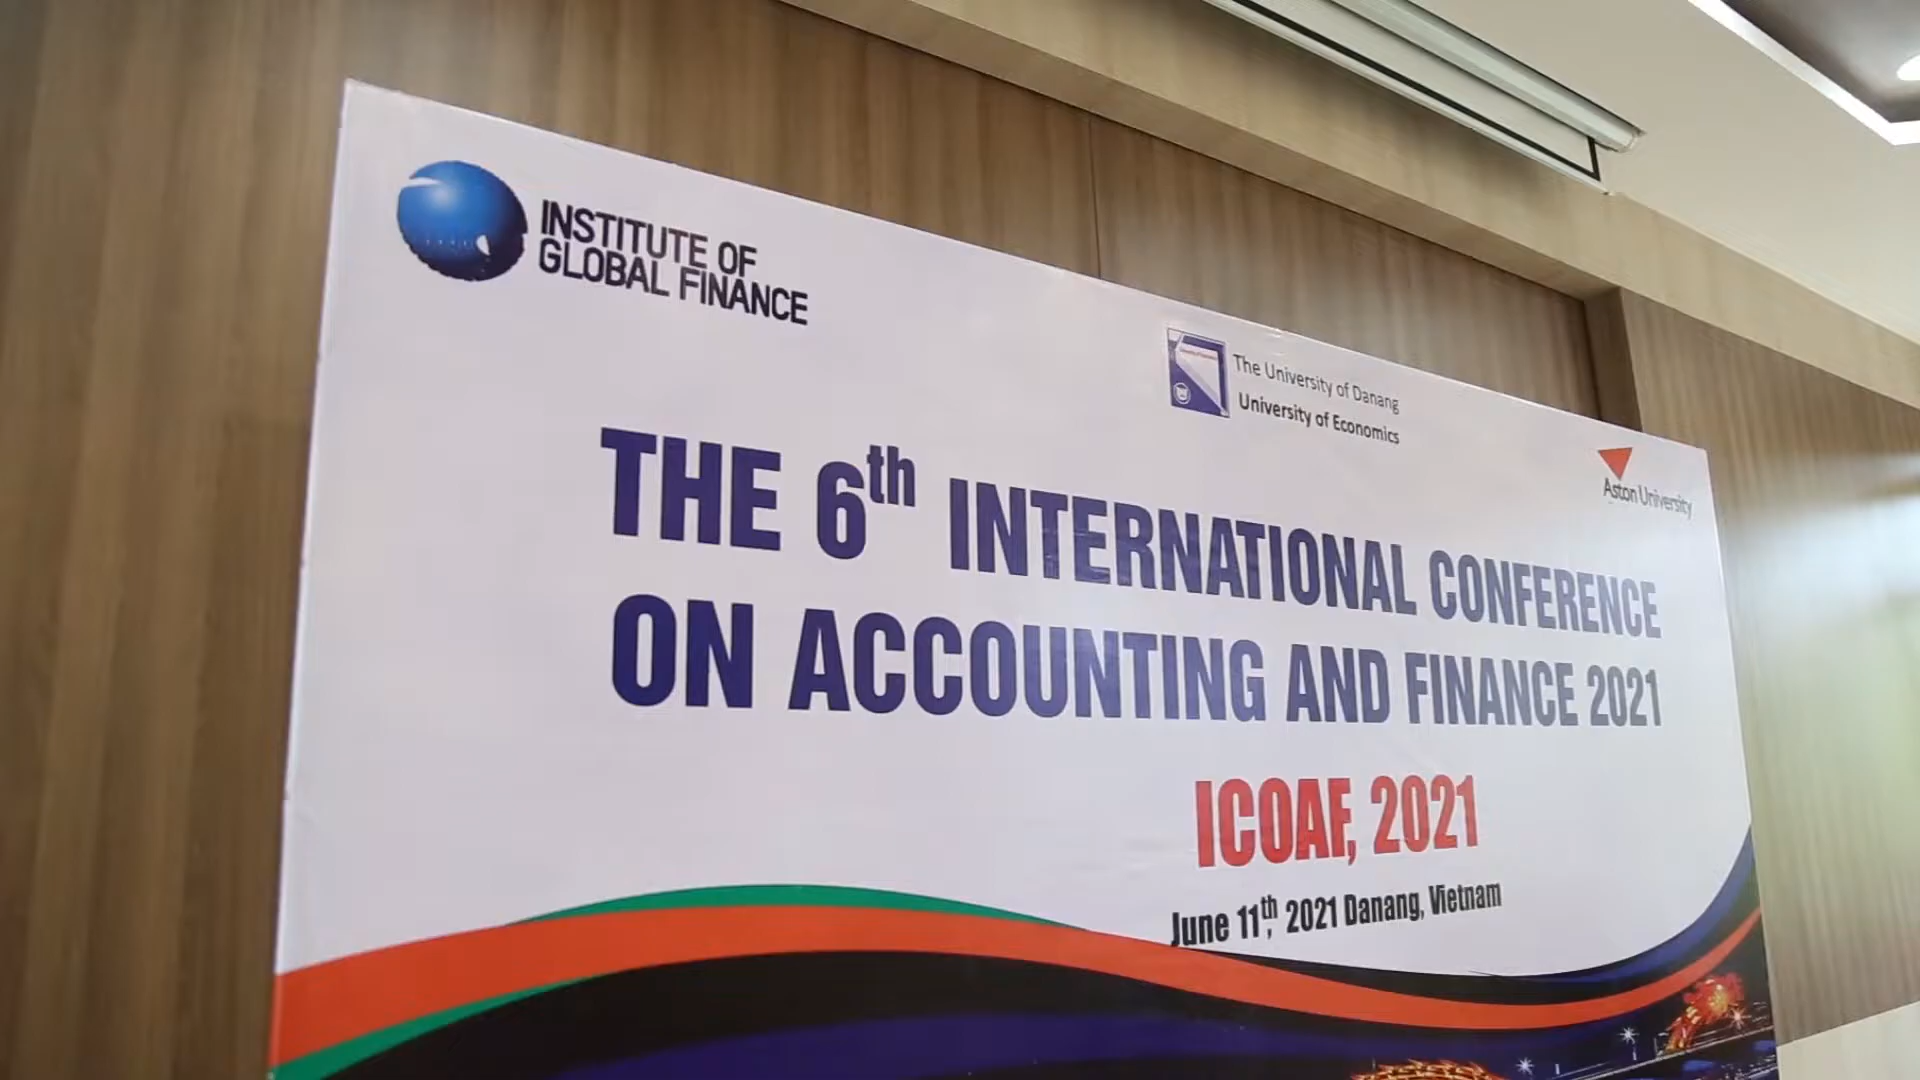 INSTITUTE OF
GLOBAL FINANCE
The University of Danang
University of Economics
Aston University
THE 6th INTERNATIONAL CONFERENCE
ON ACCOUNTING AND FINANCE 2021
ICOAF, 2021
June 11th, 2021 Danang, Vietnam